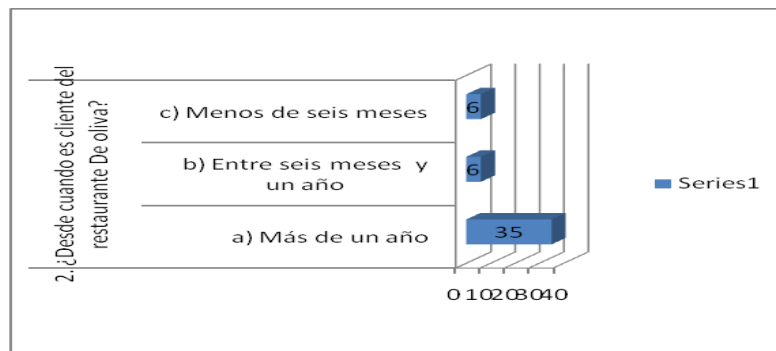 2. ¿Desde cuando es cliente del
restaurante De oliva?
c) Menos de seis meses
6
b) Entre seis meses y
un año
6
a) Más de un año
35
0 10 20 30 40
Series1